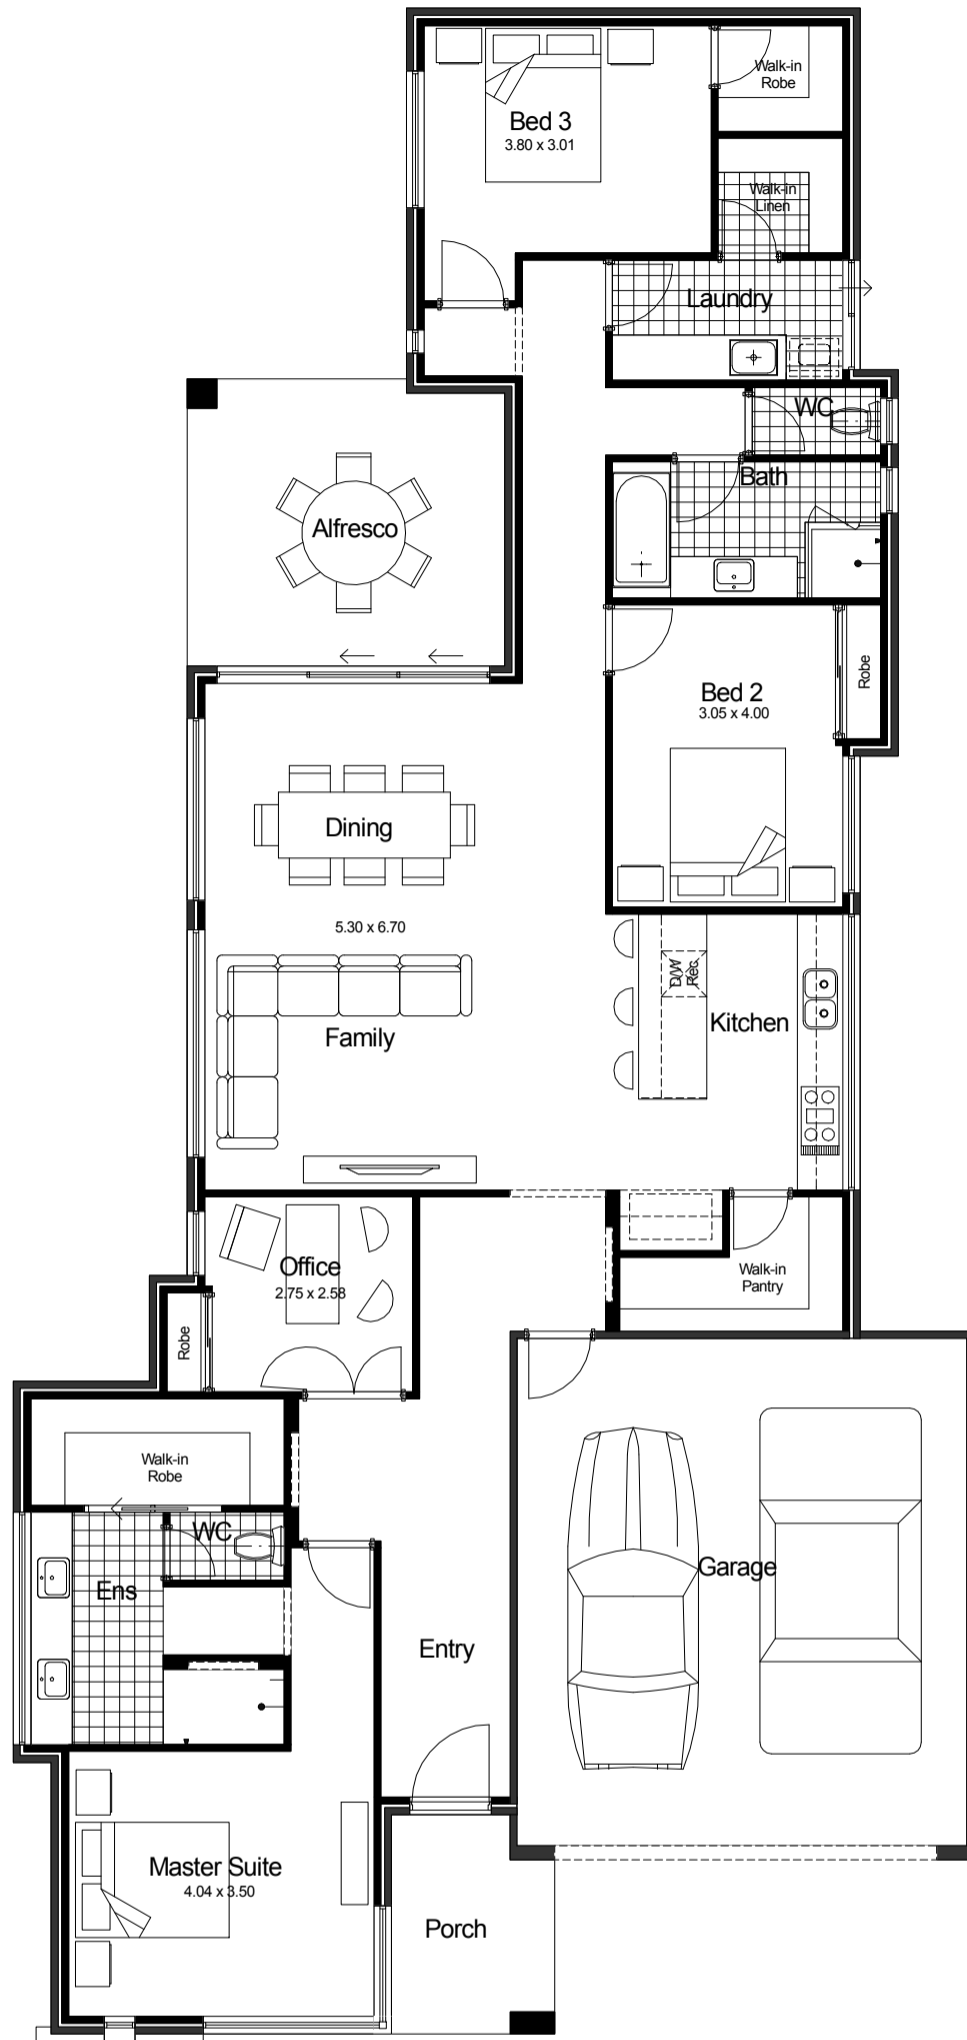 Walk-in
Robe
Bed 3
3.80 x 3.01
Walk-in
Linen
Laundry
WC
Bath
Alfresco
Bed 2
3.05 x 4.00
Robe
Dining
5.30 x 6.70
D/W
Rec
Kitchen
Family
Office
2.75 x 2.58
Walk-in
Pantry
Robe
Walk-in
Robe
WC
Ens
Garage
Entry
Master Suite
4.04 x 3.50
Porch